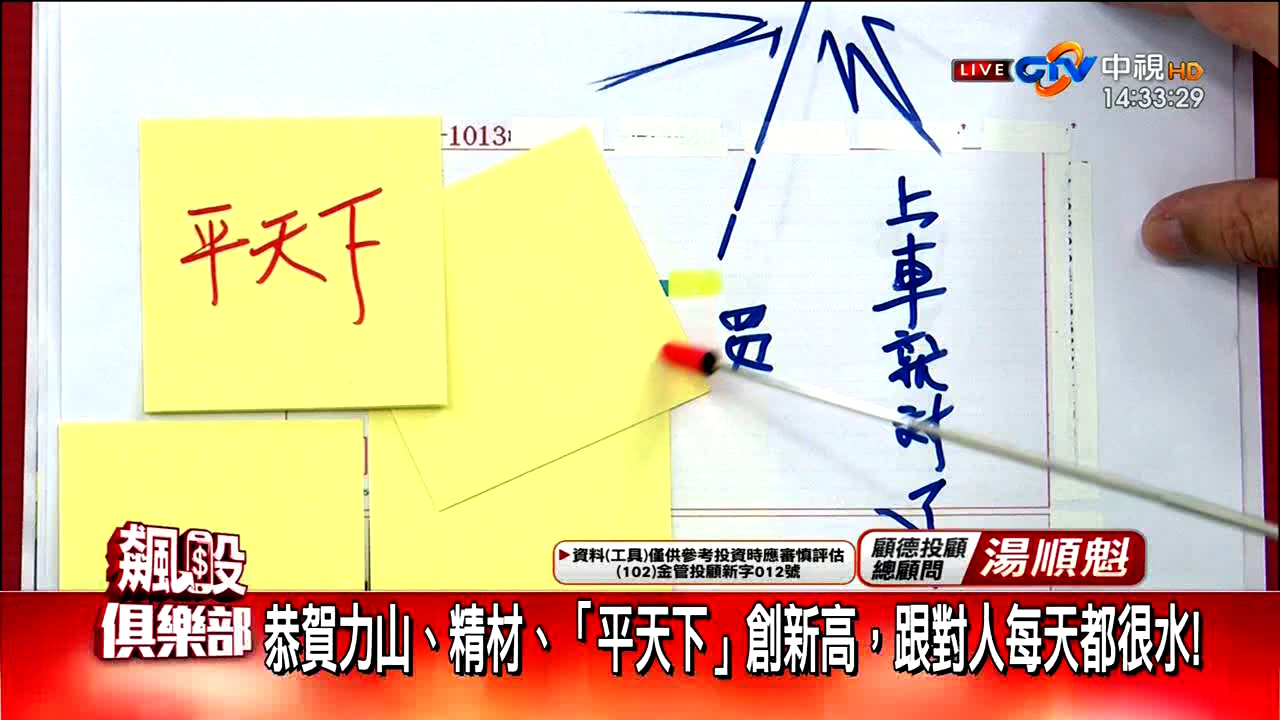 LIVE CTV 中視HD
14:33:29
-1013
平天下
買
上車就對了
飆股
俱樂部
資料(工具)僅供參考投資時應審慎評估
(102)金管投顧新字012號
顧德投顧
總顧問
湯順魁
恭賀力山、精材、「平天下」創新高，跟對人每天都很水!